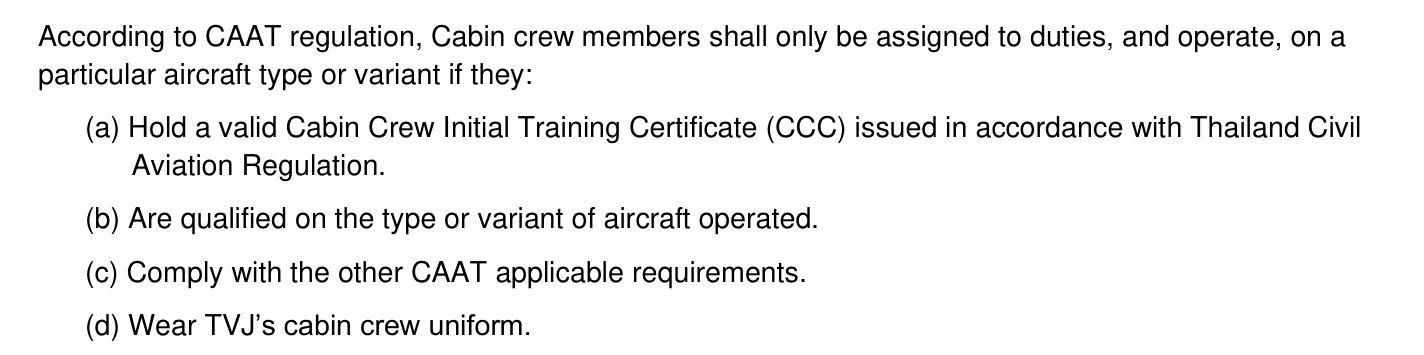 According to CAAT regulation, Cabin crew members shall only be assigned to duties, and operate, on a
particular aircraft type or variant if they:
(a) Hold a valid Cabin Crew Initial Training Certificate (CCC) issued in accordance with Thailand Civil
Aviation Regulation.
(b) Are qualified on the type or variant of aircraft operated.
(c) Comply with the other CAAT applicable requirements.
(d) Wear TVJ’s cabin crew uniform.